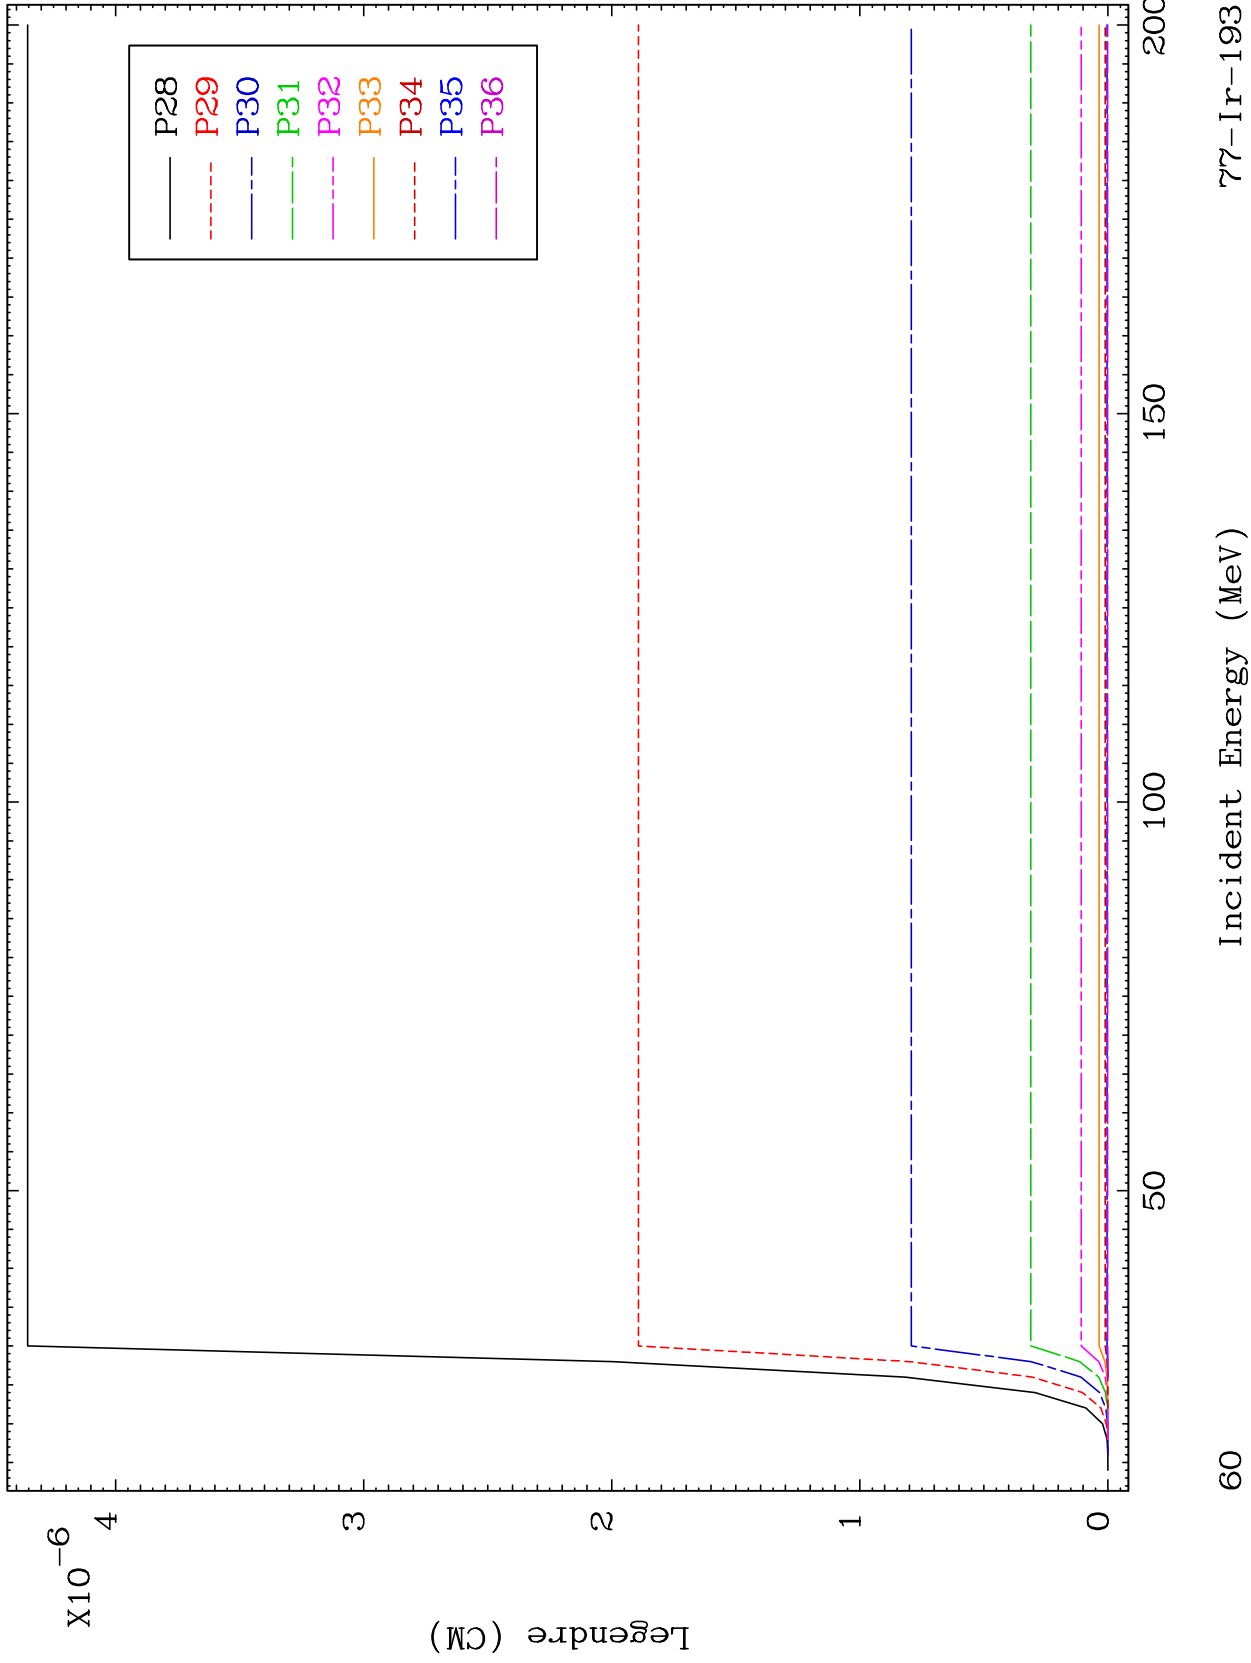 X10-6
4
3
2
1
0
Legendre (CM)
P28
P29
P30
P31
P32
P33
P34
P35
P36
50
100
150
200
Incident Energy (MeV)
60
77-Ir-193